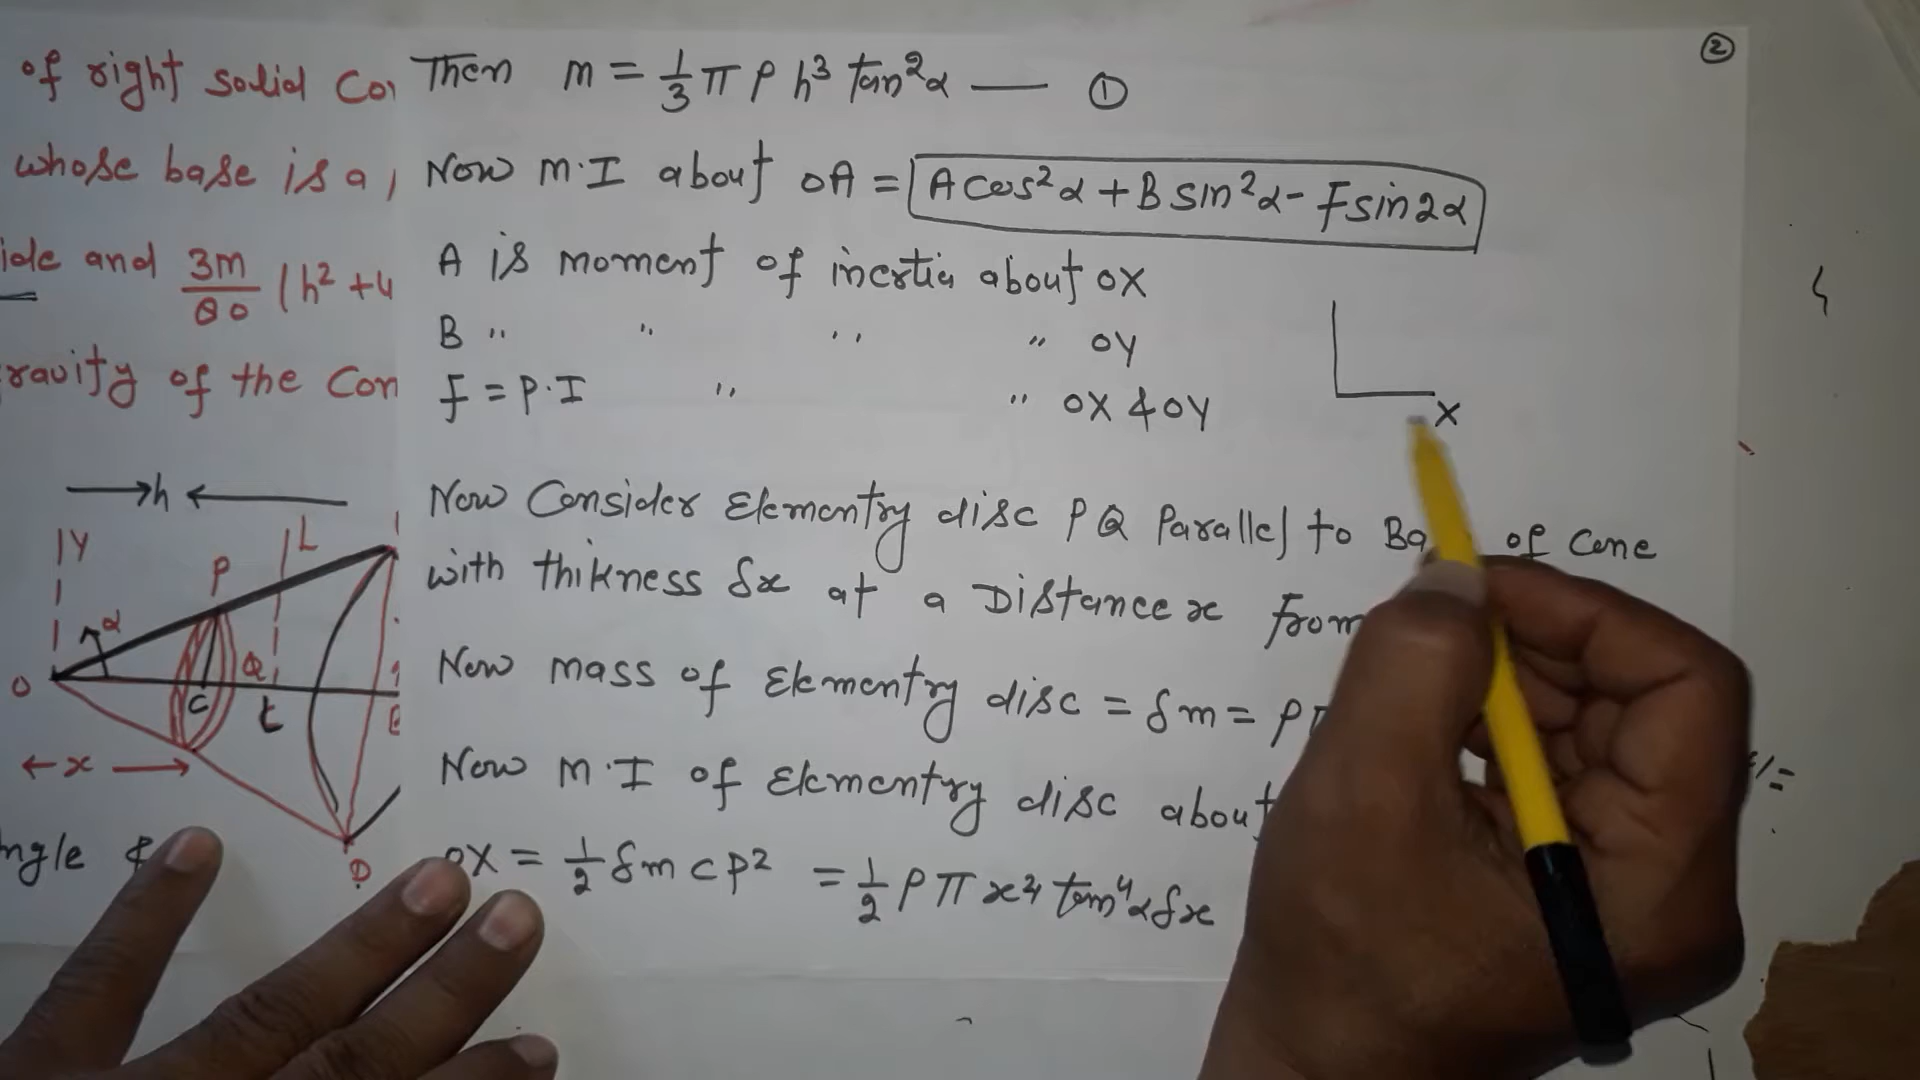 ②
of right solid Co
whose base is a
ide and 3m/80 (h² + 4
ravity of the Con
→h←
Y
L
P
α
Q
O
C
t
←x→
D
ngle
Then m = 1/3 π ρ h³ tan²α — ①
Now M.I about OA = A cos²α + B sin²α - F sin2α
A is moment of inertia about OX
B " " " " OY
F = P.I " " OX & OY
X
Now Consider Elementry disc PQ Parallel to Ba of Cone
with thikness δx at a Distance x from
Now mass of Elementry disc = δm = ρπ
Now M.I of Elementry disc about
OX = 1/2 δm CP² = 1/2 ρ π x⁴ tan⁴α δx